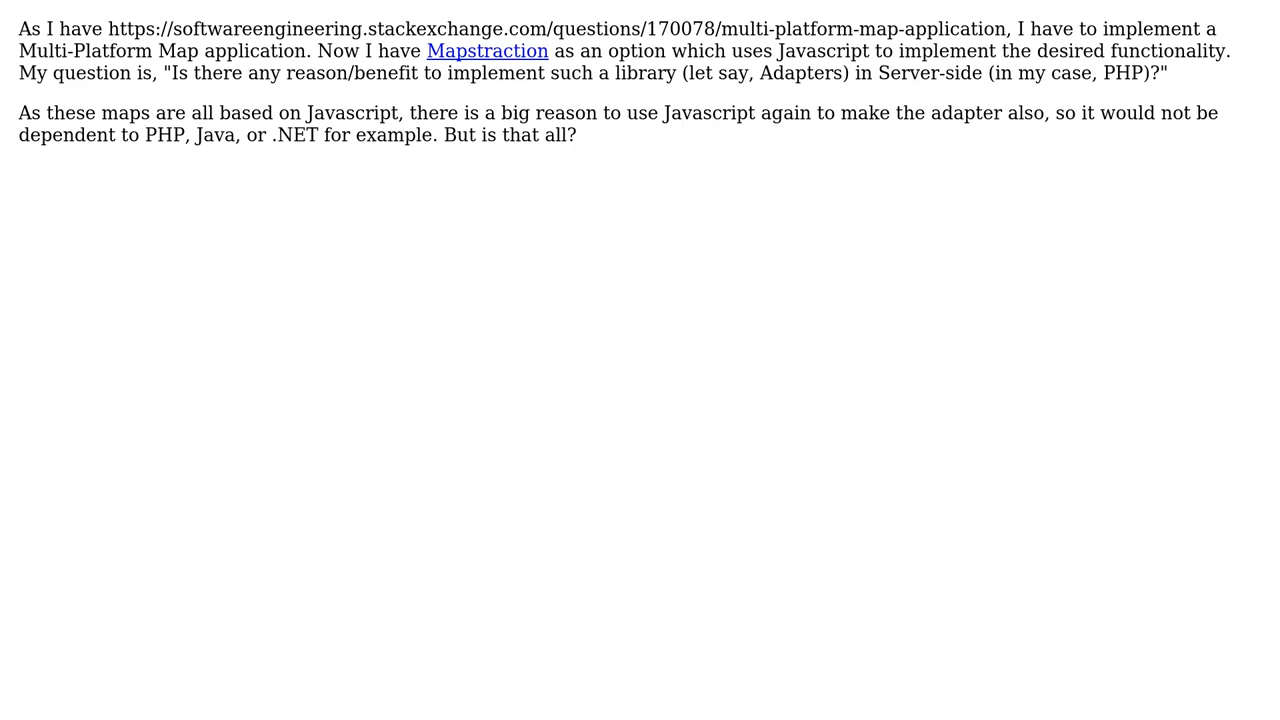 As I have https://softwareengineering.stackexchange.com/questions/170078/multi-platform-map-application, I have to implement a
Multi-Platform Map application. Now I have Mapstraction as an option which uses Javascript to implement the desired functionality.
My question is, "Is there any reason/benefit to implement such a library (let say, Adapters) in Server-side (in my case, PHP)?"
As these maps are all based on Javascript, there is a big reason to use Javascript again to make the adapter also, so it would not be
dependent to PHP, Java, or .NET for example. But is that all?